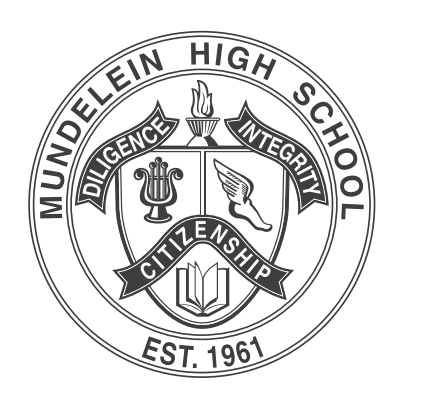 MUNDELEIN HIGH SCHOOL
DILIGENCE
INTEGRITY
CITIZENSHIP
EST. 1961